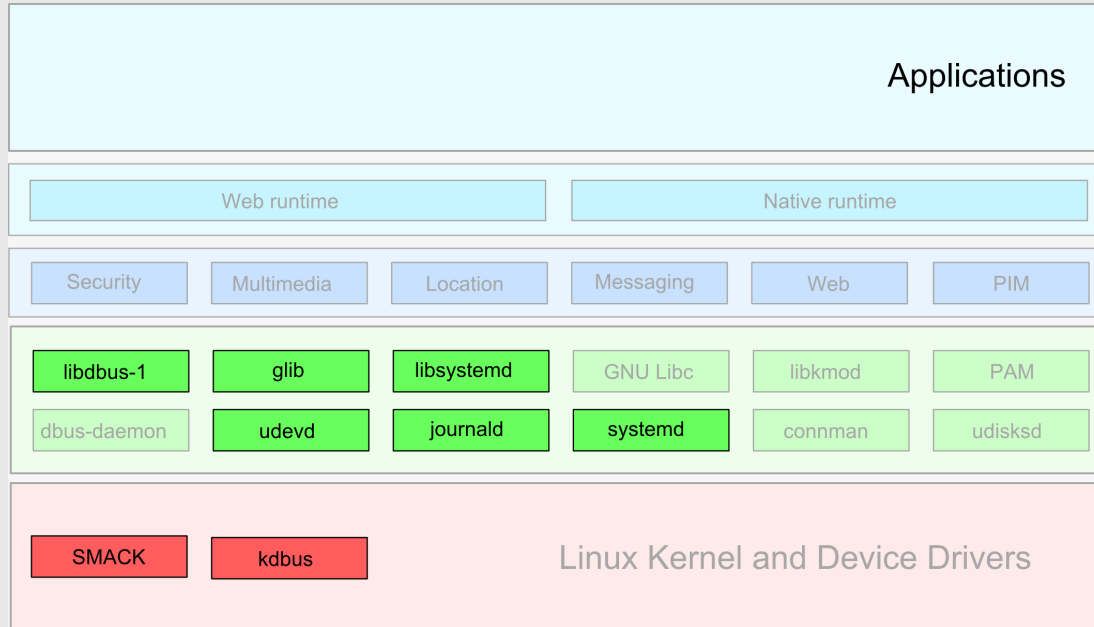 Applications
Web runtime
Native runtime
Security
Multimedia
Location
Messaging
Web
PIM
libdbus-1
glib
libsystemd
GNU Libc
libkmod
PAM
dbus-daemon
udevd
journald
systemd
connman
udisksd
SMACK
kdbus
Linux Kernel and Device Drivers